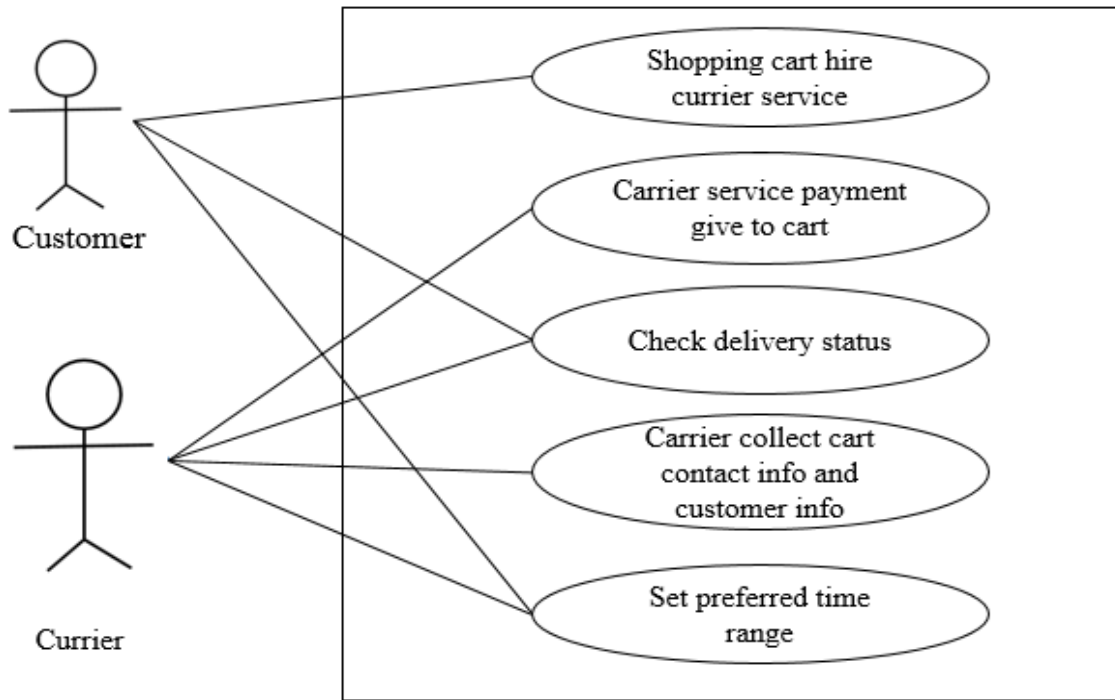 Shopping cart hire
currier service
Carrier service payment
give to cart
Customer
Check delivery status
Carrier collect cart
contact info and
customer info
Set preferred time
range
Currier